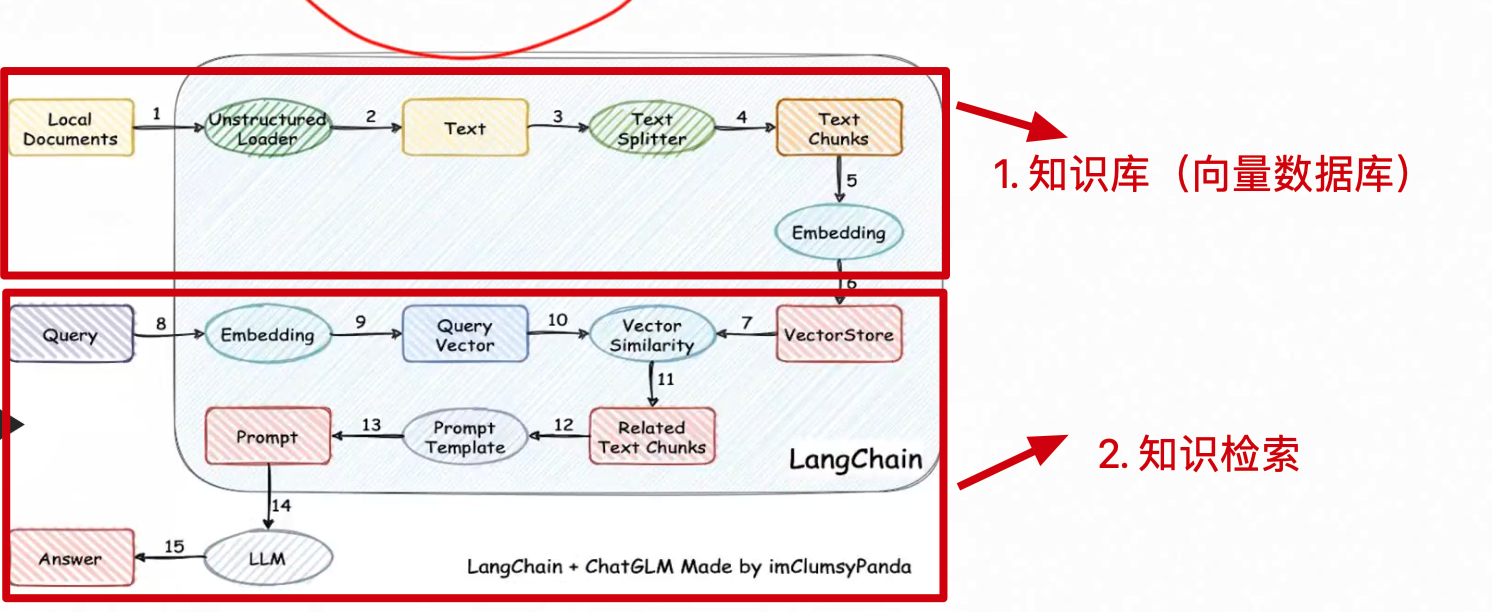 Local
Documents
1
Unstructured
Loader
2
Text
3
Text
Splitter
4
Text
Chunks
1. 知识库（向量数据库）
5
Embedding
6
Query
8
Embedding
9
Query
Vector
10
Vector
Similarity
7
VectorStore
11
Prompt
13
Prompt
Template
12
Related
Text Chunks
LangChain
2. 知识检索
14
Answer
15
LLM
LangChain + ChatGLM Made by imClumsyPanda